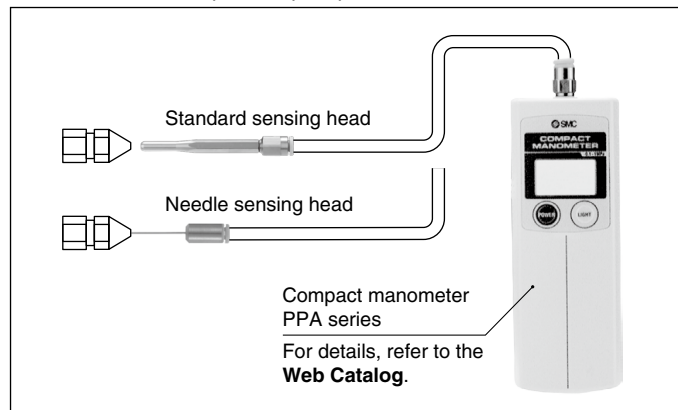 Standard sensing head
Needle sensing head
SMC
COMPACT
MANOMETER
POWER
LIGHT
Compact manometer
PPA series
For details, refer to the
Web Catalog.